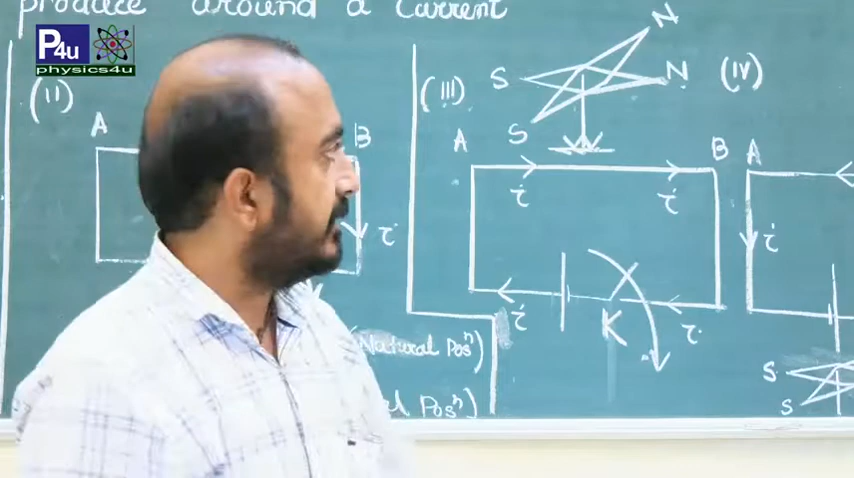 produce around a Current
P4u
physics4u
(II)
A
B
i
(Natural Posⁿ)
Posⁿ)
(III)
S
N
N
S
A
B
i
i
i
K
i
(IV)
A
i
S
S